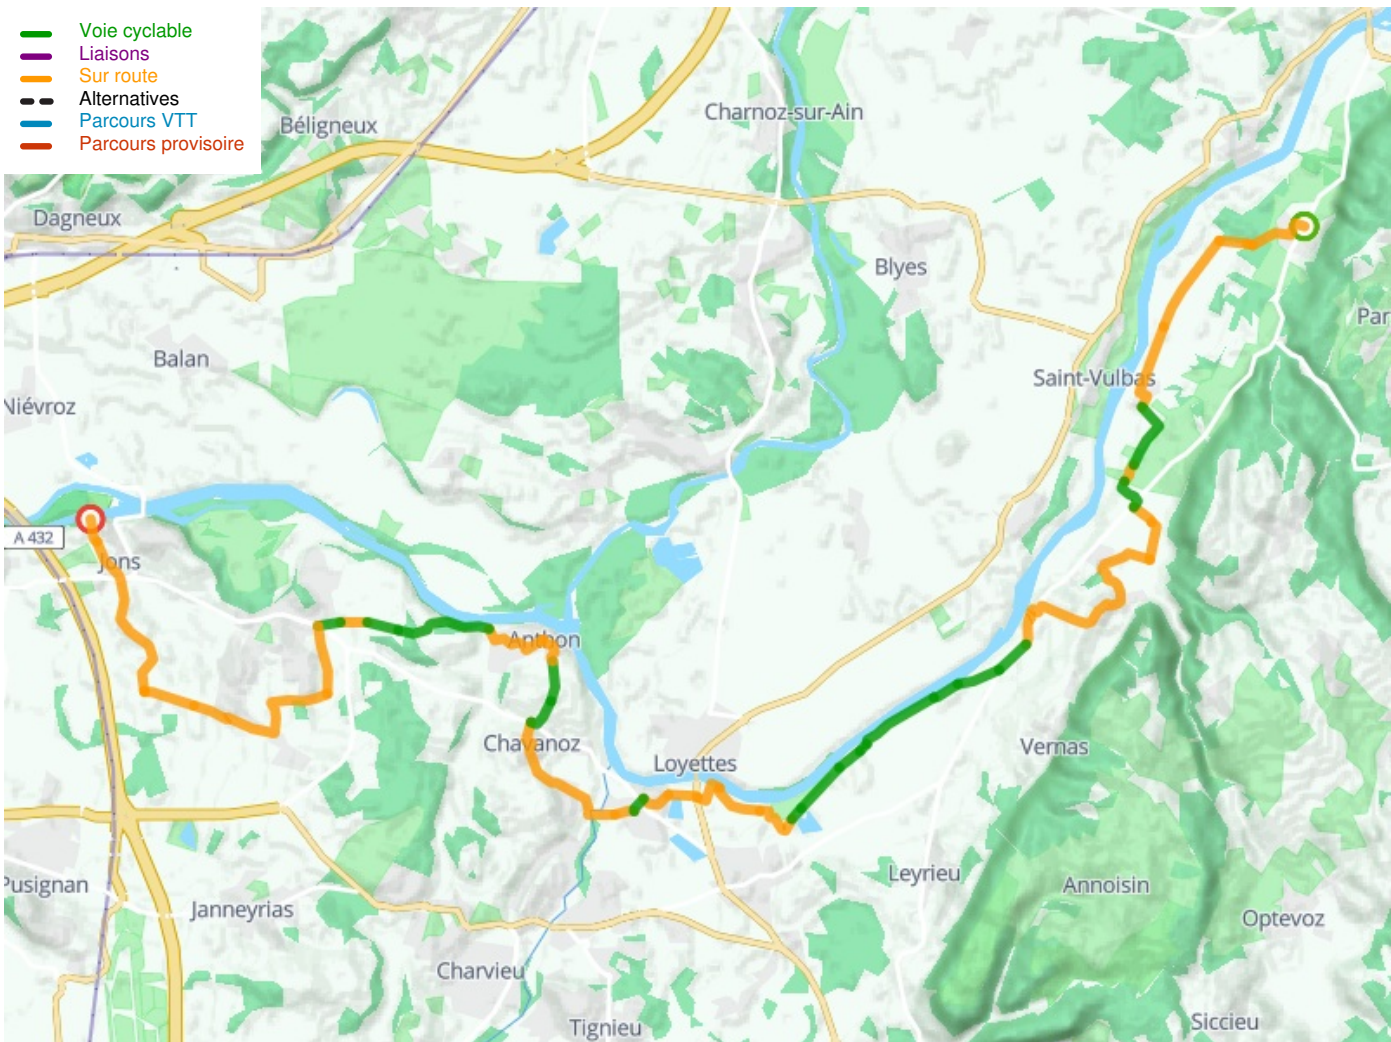 Voie cyclable
Liaisons
Sur route
Alternatives
Parcours VTT
Parcours provisoire
Béligneux
Charnoz-sur-Ain
Dagneux
Blyes
Par
Balan
Saint-Vulbas
Niévroz
A 432
Jons
Anthon
Chavanoz
Loyettes
Vernas
Pusignan
Leyrieu
Annoisin
Janneyrias
Optevoz
Charvieu
Tignieu
Siccieu